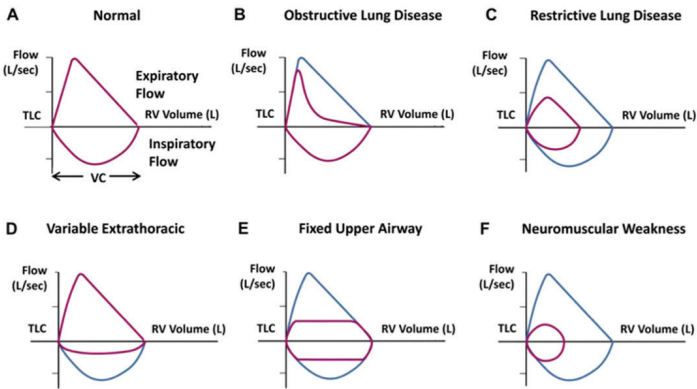 A Normal
Flow
(L/sec)
Expiratory
Flow
TLC RV Volume (L)
Inspiratory
Flow
VC
B Obstructive Lung Disease
Flow
(L/sec)
TLC RV Volume (L)
C Restrictive Lung Disease
Flow
(L/sec)
TLC RV Volume (L)
D Variable Extrathoracic
Flow
(L/sec)
TLC RV Volume (L)
E Fixed Upper Airway
Flow
(L/sec)
TLC RV Volume (L)
F Neuromuscular Weakness
Flow
(L/sec)
TLC RV Volume (L)